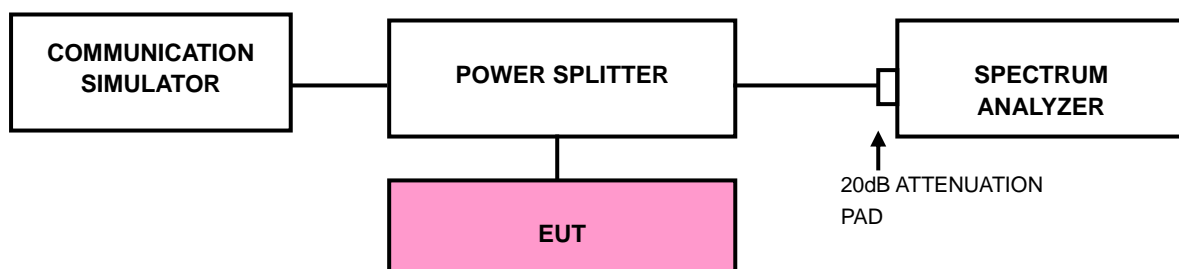 COMMUNICATION
SIMULATOR
POWER SPLITTER
SPECTRUM
ANALYZER
20dB ATTENUATION
PAD
EUT